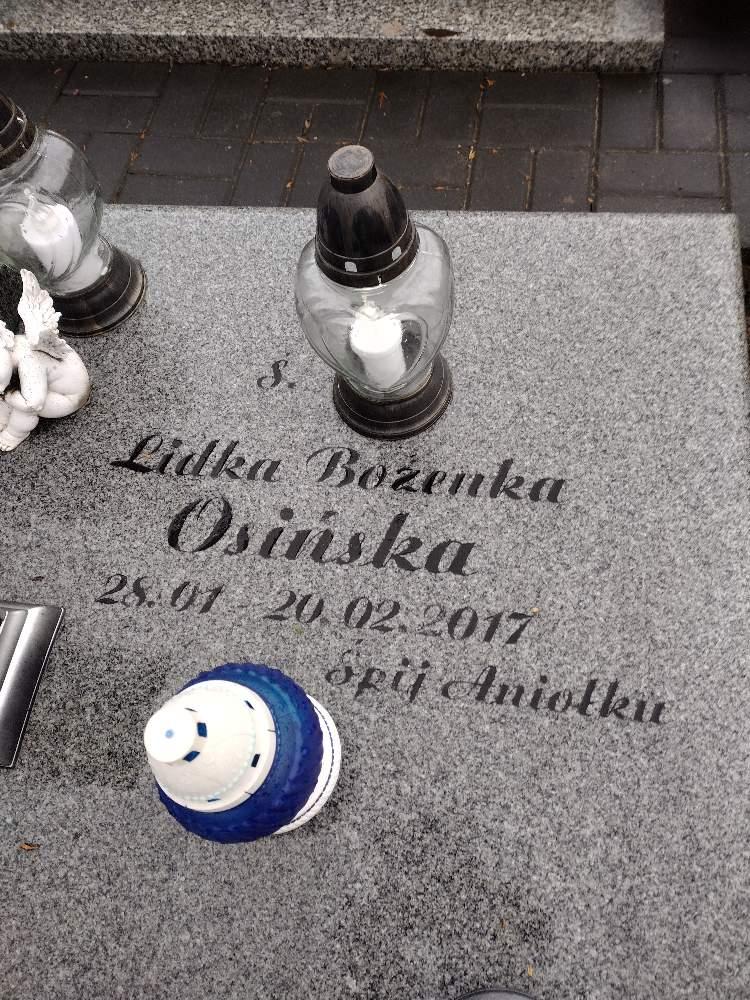 Ś.
Lidka Bożenka
Osińska
28.01 - 20.02.2017
Śpij Aniołku